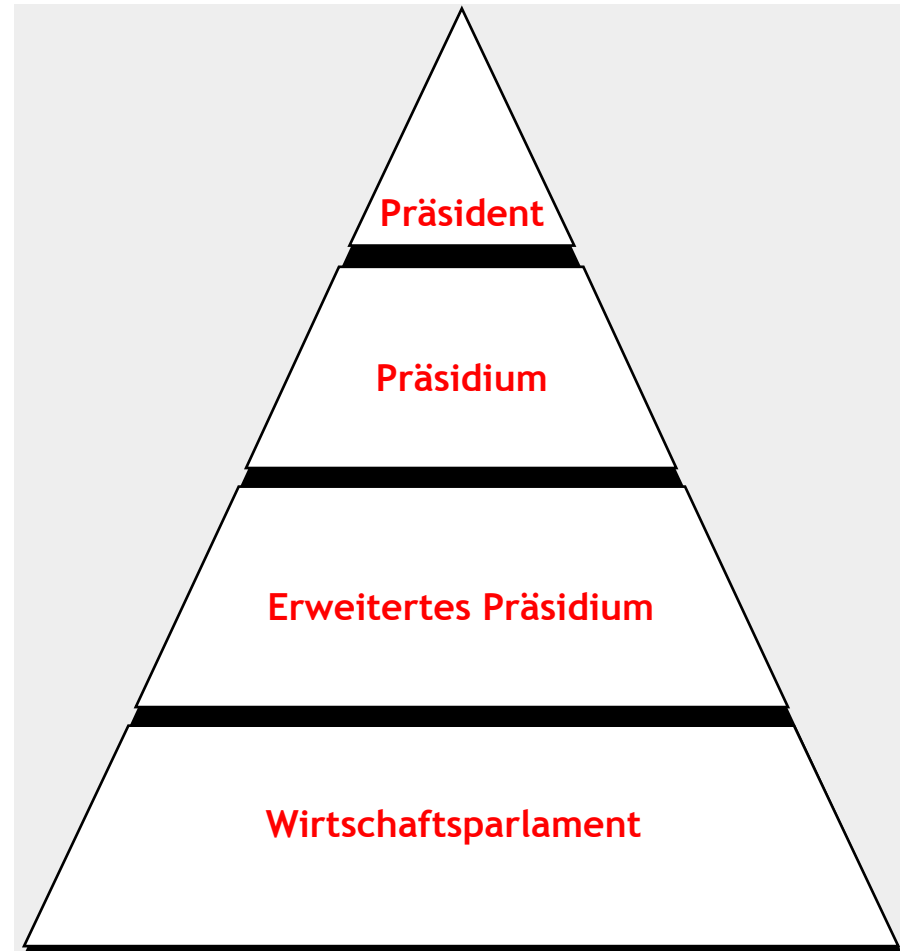 Präsident
Präsidium
Erweitertes Präsidium
Wirtschaftsparlament